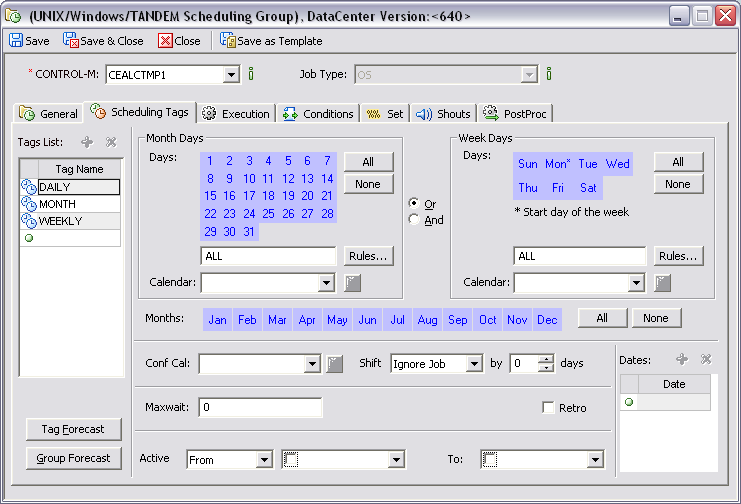 (UNIX/Windows/TANDEM Scheduling Group), DataCenter Version:<640>
Save Save & Close Close Save as Template
* CONTROL-M: CEALCTMP1 Job Type: OS
General Scheduling Tags Execution Conditions Set Shouts PostProc
Tags List:
Tag Name
DAILY
MONTH
WEEKLY
Month Days
Days:
1 2 3 4 5 6 7
8 9 10 11 12 13 14
15 16 17 18 19 20 21
22 23 24 25 26 27 28
29 30 31
All
None
ALL Rules...
Calendar:
Or
And
Week Days
Days:
Sun Mon* Tue Wed
Thu Fri Sat
All
None
* Start day of the week
ALL Rules...
Calendar:
Months: Jan Feb Mar Apr May Jun Jul Aug Sep Oct Nov Dec All None
Conf Cal: Shift Ignore Job by 0 days
Maxwait: 0 Retro
Active From To:
Dates:
Date
Tag Forecast
Group Forecast